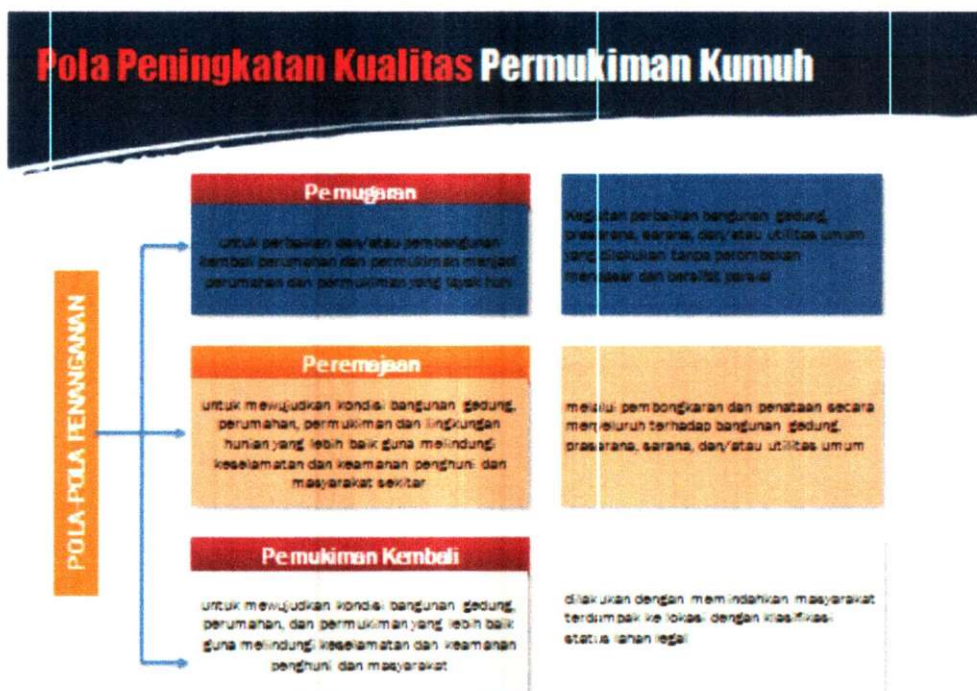 Pola Peningkatan Kualitas Permukiman Kumuh
POLA-POLA PENANGANAN
Pemugaran
untuk perbaikan dan/atau pembangunan
kembali perumahan dan permukiman menjadi
perumahan dan permukiman yang layak huni
Kegiatan perbaikan bangunan gedung,
prasarana, sarana, dan/atau utilitas umum
yang dilakukan tanpa perombakan
mendasar dan bersifat parsial
Peremajaan
untuk mewujudkan kondisi bangunan gedung,
perumahan, permukiman dan lingkungan
hunian yang lebih baik guna melindungi
keselamatan dan keamanan penghuni dan
masyarakat sekitar
melalui pembongkaran dan penataan secara
menyeluruh terhadap bangunan gedung,
prasarana, sarana, dan/atau utilitas umum
Pemukiman Kembali
untuk mewujudkan kondisi bangunan gedung,
perumahan, dan permukiman yang lebih baik
guna melindungi keselamatan dan keamanan
penghuni dan masyarakat
dilakukan dengan memindahkan masyarakat
terdampak ke lokasi dengan klasifikasi
status lahan legal